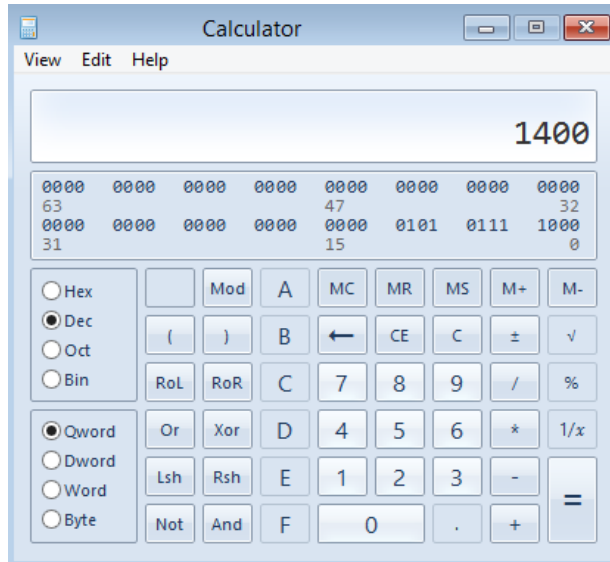 Calculator
View Edit Help
1400
0000 0000 0000 0000 0000 0000 0000 0000
63 47 32
0000 0000 0000 0000 0000 0101 0111 1000
31 15 0
Hex Mod A MC MR MS M+ M-
Dec ( ) B ← CE C ± √
Oct
Bin RoL RoR C 7 8 9 / %
Qword Or Xor D 4 5 6 * 1/x
Dword Lsh Rsh E 1 2 3 - =
Word
Byte Not And F 0 . +